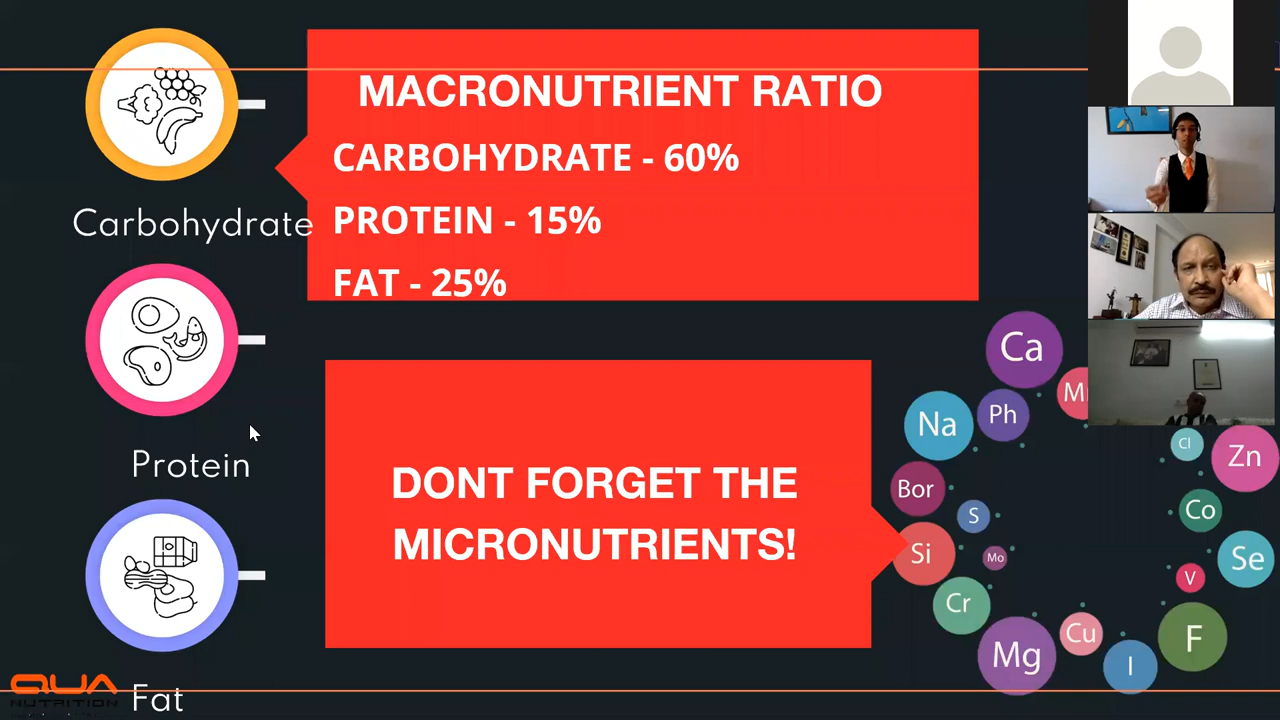 MACRONUTRIENT RATIO
CARBOHYDRATE - 60%
PROTEIN - 15%
FAT - 25%
Carbohydrate
Protein
Fat
DONT FORGET THE
MICRONUTRIENTS!
Ca
Na
Ph
Cl
Zn
Bor
S
Co
Si
Mo
Se
V
Cr
Cu
F
Mg
I
QUA
NUTRITION